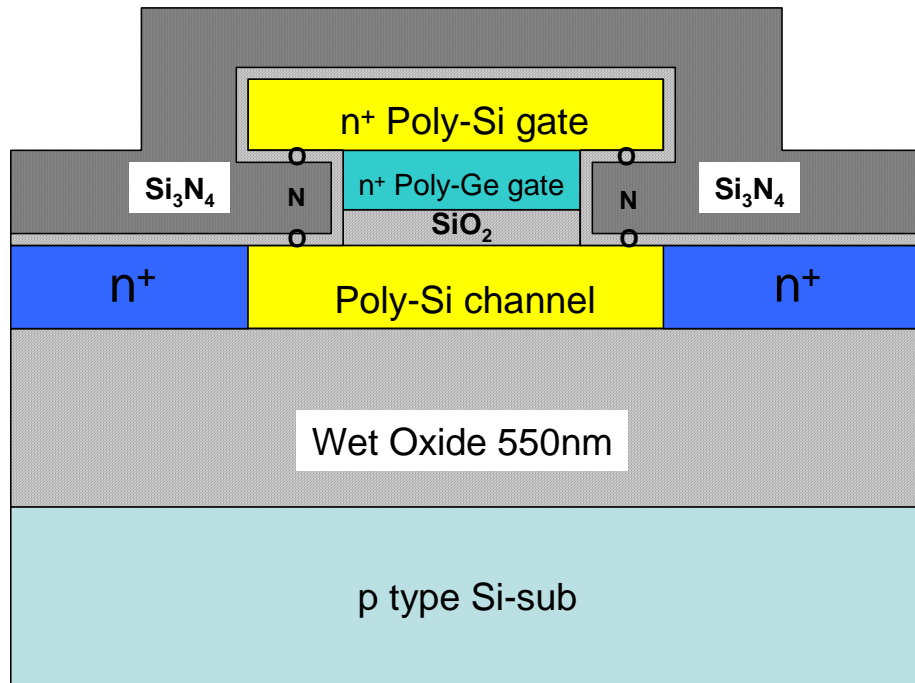 n⁺ Poly-Si gate
O O
n⁺ Poly-Ge gate
Si₃N₄ N N Si₃N₄
SiO₂
O O
n⁺ Poly-Si channel n⁺
Wet Oxide 550nm
p type Si-sub